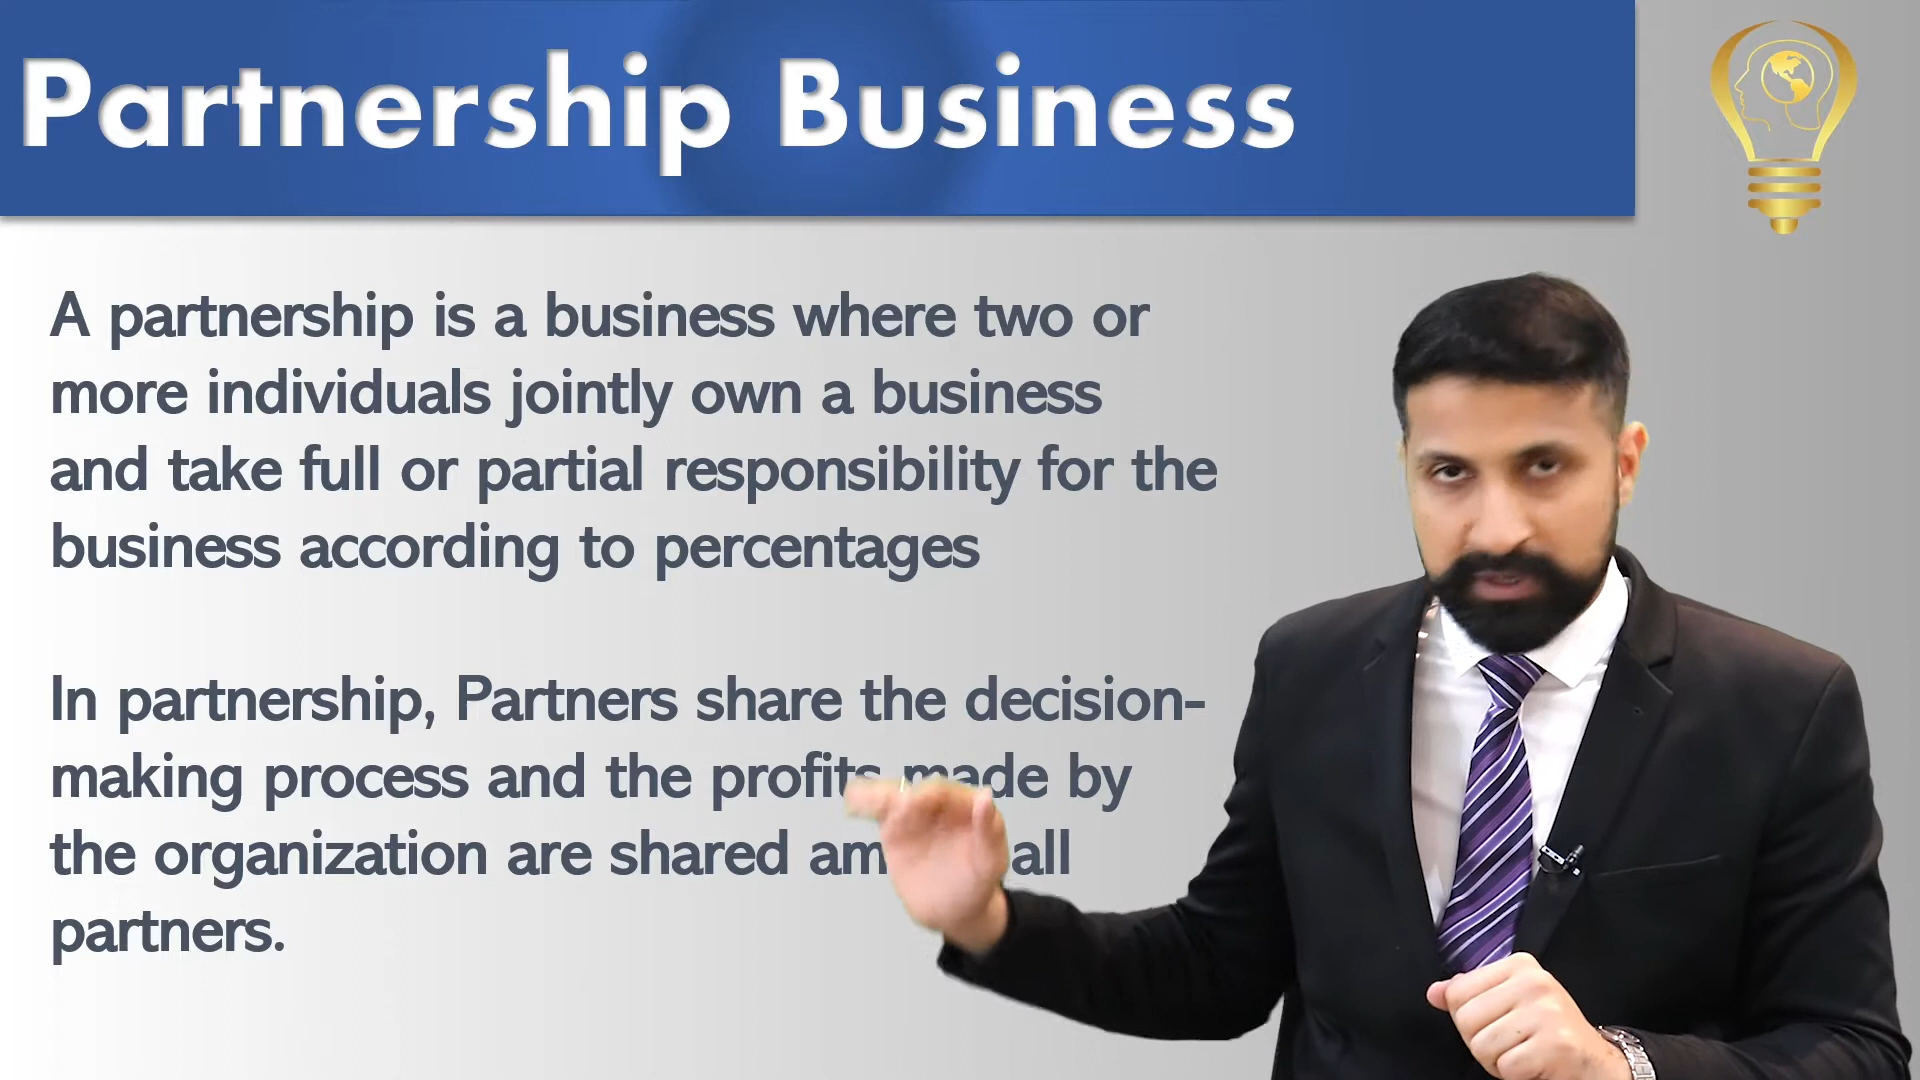 Partnership Business
A partnership is a business where two or
more individuals jointly own a business
and take full or partial responsibility for the
business according to percentages
In partnership, Partners share the decision-
making process and the profits made by
the organization are shared all
partners.